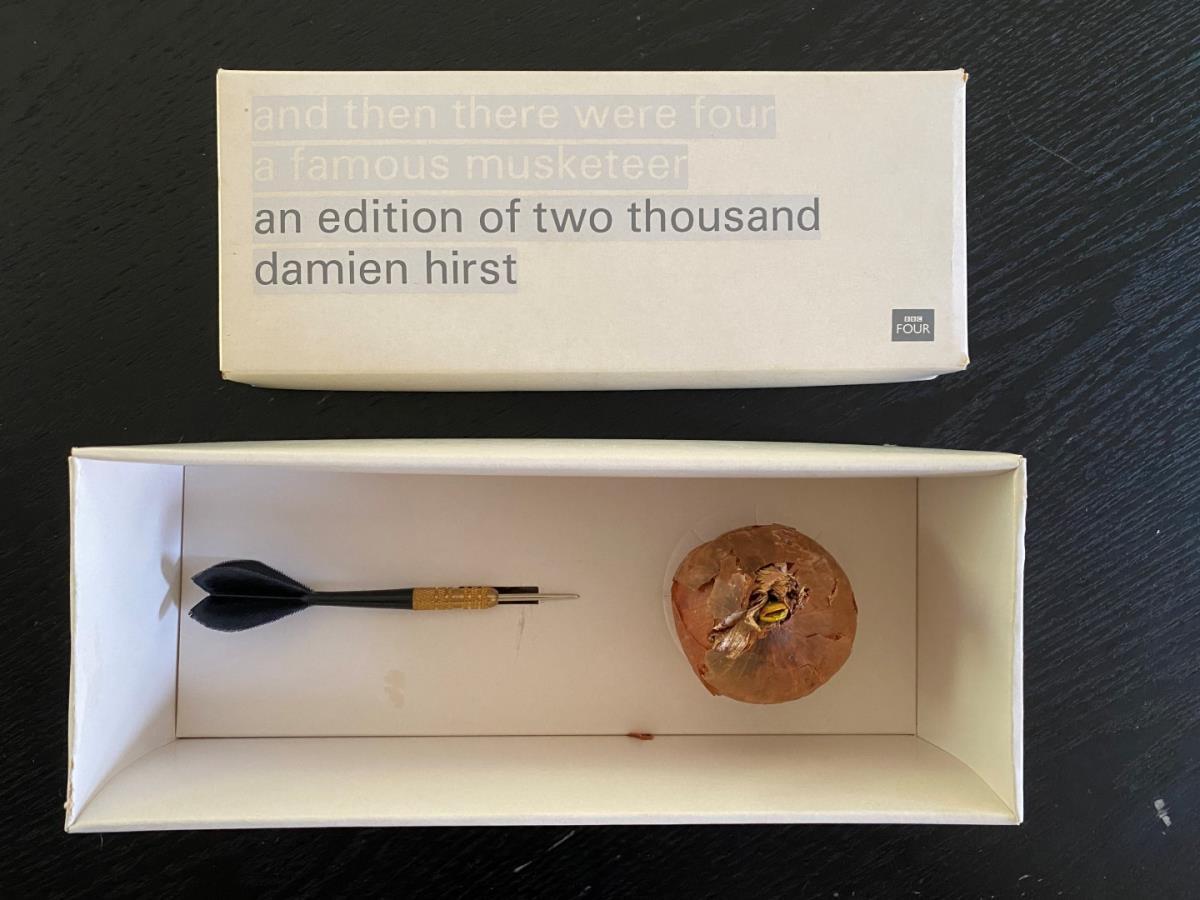 and then there were four
a famous musketeer
an edition of two thousand
damien hirst
BBC
FOUR